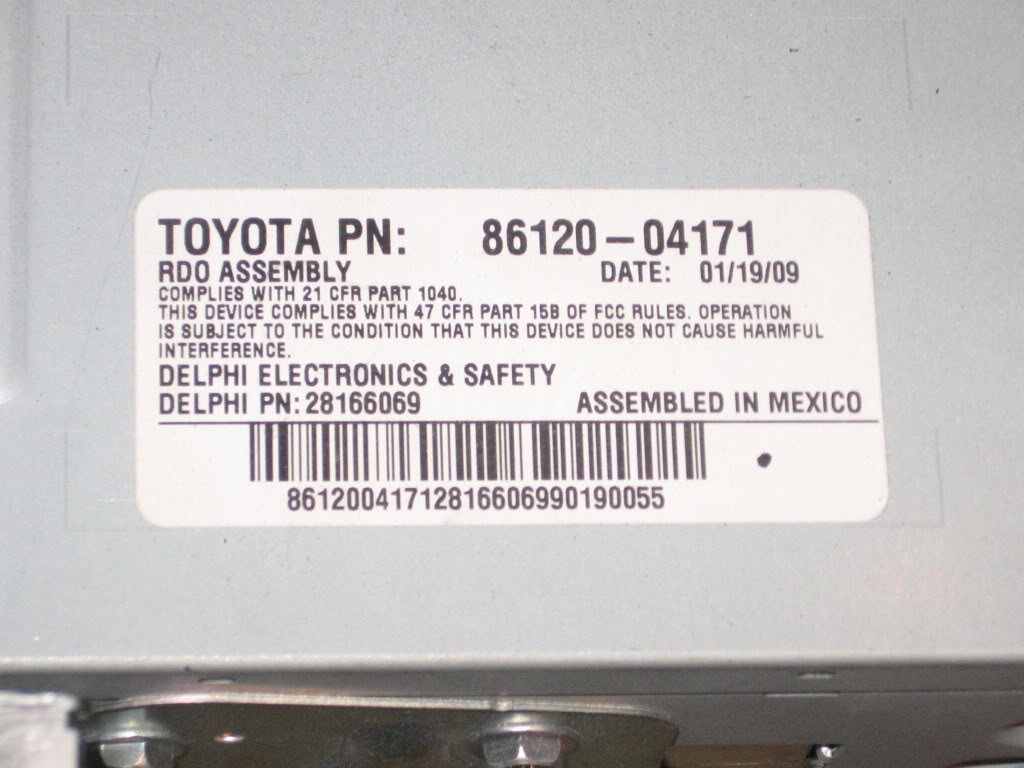 TOYOTA PN: 86120-04171
RDO ASSEMBLY DATE: 01/19/09
COMPLIES WITH 21 CFR PART 1040.
THIS DEVICE COMPLIES WITH 47 CFR PART 15B OF FCC RULES. OPERATION
IS SUBJECT TO THE CONDITION THAT THIS DEVICE DOES NOT CAUSE HARMFUL
INTERFERENCE.
DELPHI ELECTRONICS & SAFETY
DELPHI PN: 28166069 ASSEMBLED IN MEXICO
86120041712816606990190055